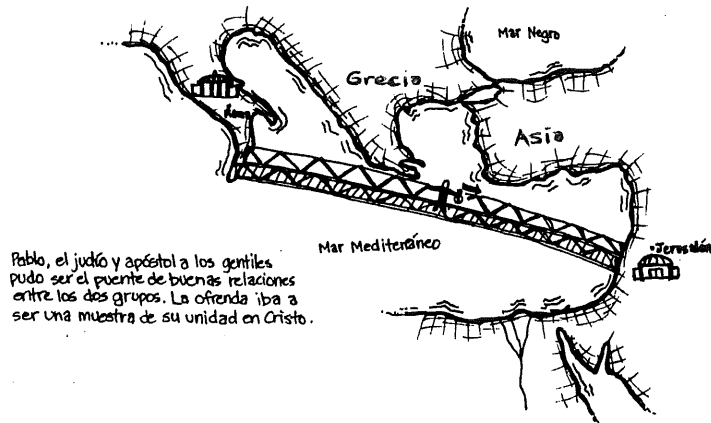 Mar Negro
Grecia
Roma
Asia
Mar Mediterráneo
Jerusalén
Pablo, el judío y apóstol a los gentiles
pudo ser el puente de buenas relaciones
entre los dos grupos. La ofrenda iba a
ser una muestra de su unidad en Cristo.